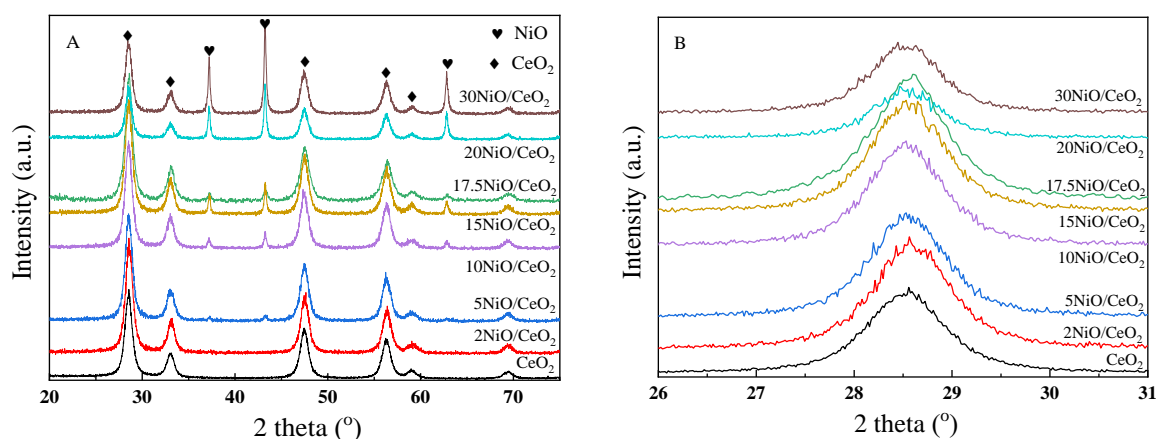 A
♥ NiO
♦ CeO₂
30NiO/CeO₂
20NiO/CeO₂
17.5NiO/CeO₂
15NiO/CeO₂
10NiO/CeO₂
5NiO/CeO₂
2NiO/CeO₂
CeO₂
Intensity (a.u.)
20 30 40 50 60 70
2 theta (°)
B
30NiO/CeO₂
20NiO/CeO₂
17.5NiO/CeO₂
15NiO/CeO₂
10NiO/CeO₂
5NiO/CeO₂
2NiO/CeO₂
CeO₂
Intensity (a.u.)
26 27 28 29 30 31
2 theta (°)